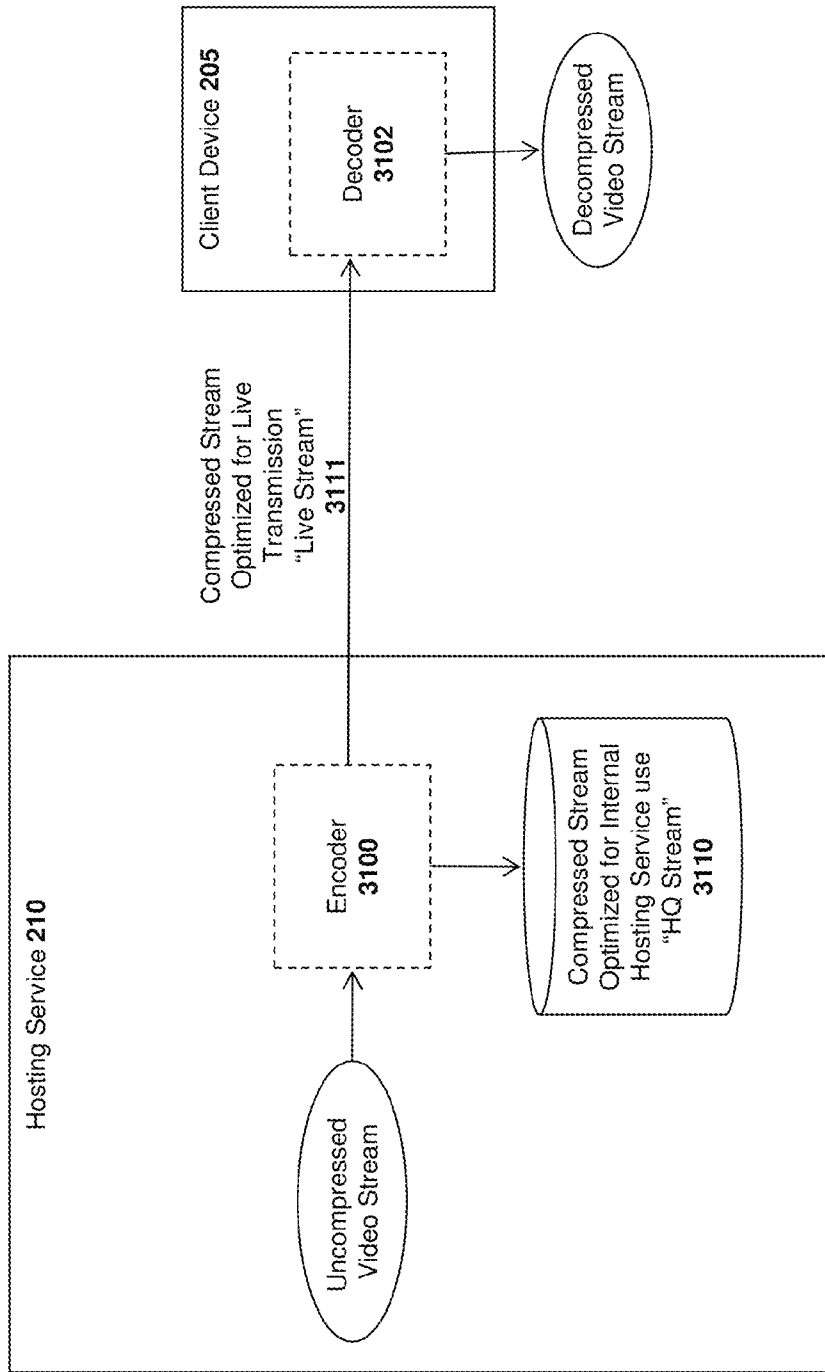 Hosting Service 210
Uncompressed
Video Stream
Encoder
3100
Compressed Stream
Optimized for Internal
Hosting Service use
“HQ Stream”
3110
Compressed Stream
Optimized for Live
Transmission
“Live Stream”
3111
Client Device 205
Decoder
3102
Decompressed
Video Stream